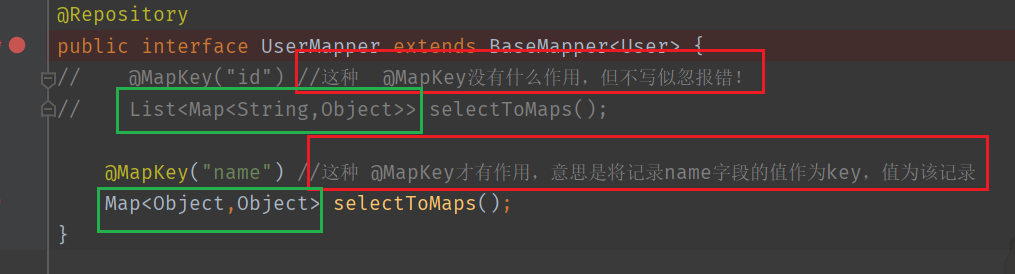 @Repository
public interface UserMapper extends BaseMapper<User> {
// @MapKey("id") //这种 @MapKey没有什么作用，但不写似忽报错！
// List<Map<String,Object>> selectToMaps();
@MapKey("name") //这种 @MapKey才有作用，意思是将记录name字段的值作为key，值为该记录
Map<Object,Object> selectToMaps();
}